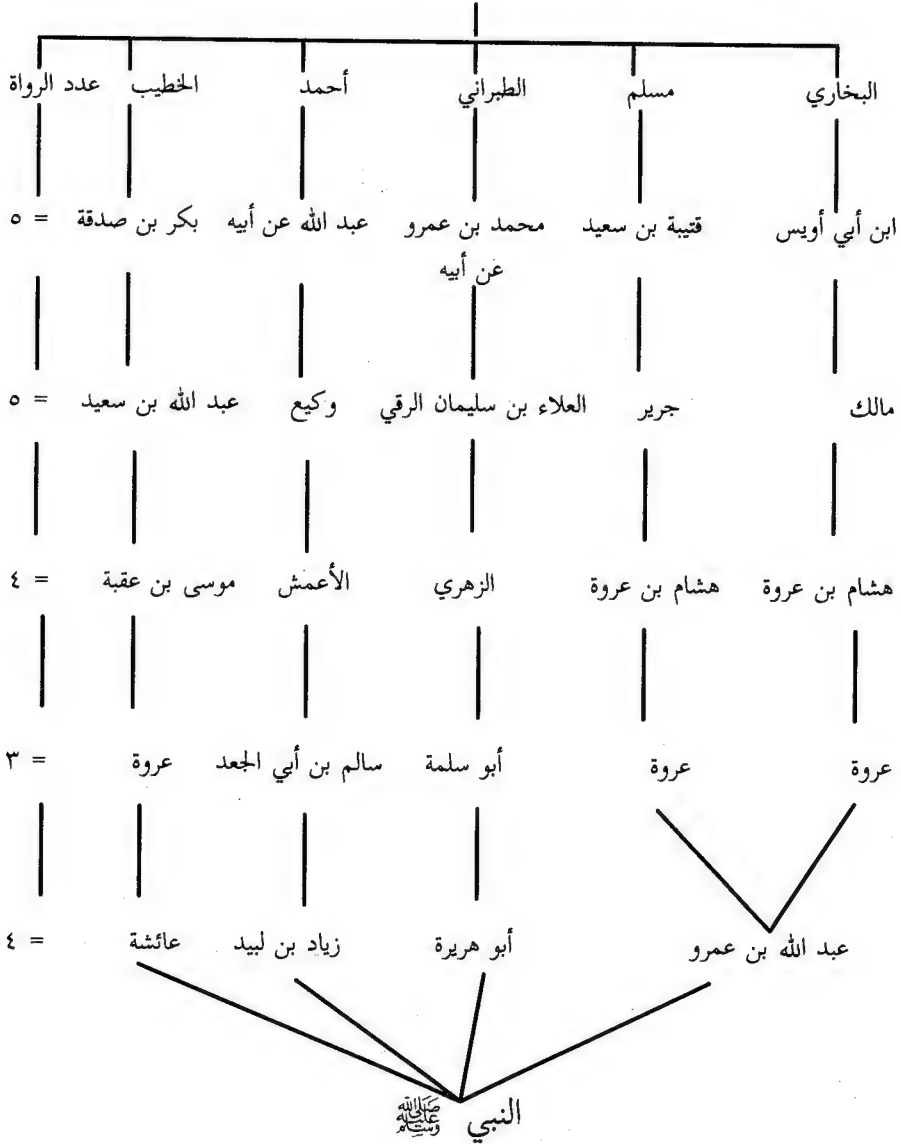 البخاري مسلم الطبراني أحمد الخطيب عدد الرواة
ابن أبي أويس قتيبة بن سعيد محمد بن عمرو عبد الله عن أبيه بكر بن صدقة = ٥
عن أبيه
مالك جرير العلاء بن سليمان الرقي وكيع عبد الله بن سعيد = ٥
هشام بن عروة هشام بن عروة الزهري الأعمش موسى بن عقبة = ٤
عروة عروة أبو سلمة سالم بن أبي الجعد عروة = ٣
عبد الله بن عمرو أبو هريرة زياد بن لبيد عائشة = ٤
النبي ﷺ